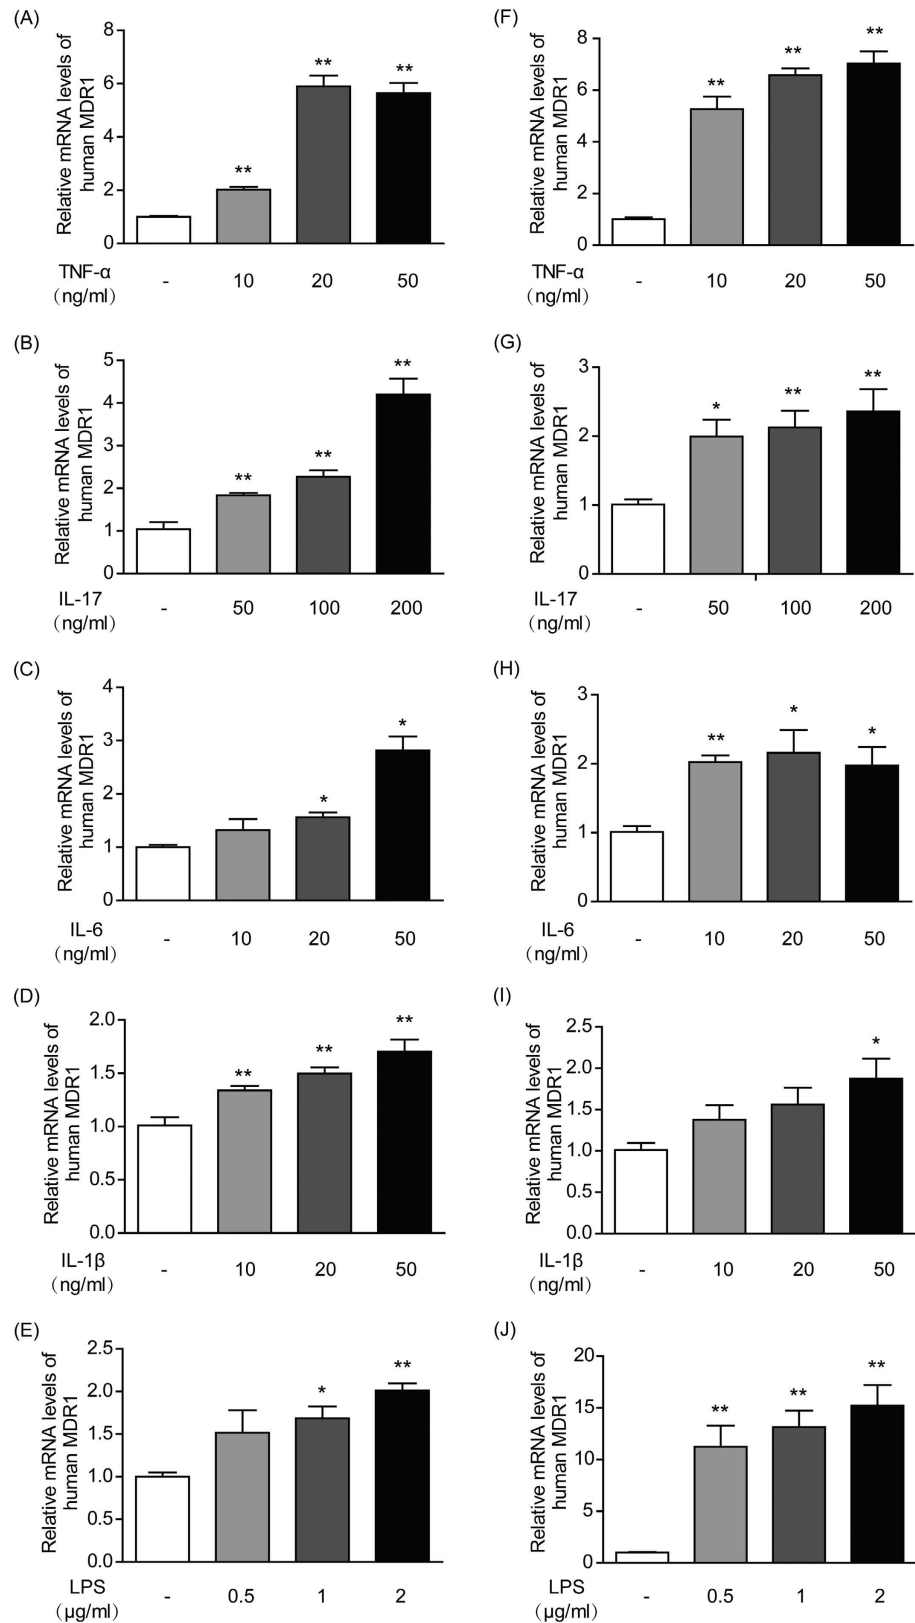 (A)
Relative mRNA levels of
human MDR1
8
6
4
2
0
**
**
**
TNF-α
(ng/ml)
- 10 20 50
(B)
Relative mRNA levels of
human MDR1
5
4
3
2
1
0
**
**
**
IL-17
(ng/ml)
- 50 100 200
(C)
Relative mRNA levels of
human MDR1
4
3
2
1
0
*
*
IL-6
(ng/ml)
- 10 20 50
(D)
Relative mRNA levels of
human MDR1
2.0
1.5
1.0
0.5
0.0
**
**
**
IL-1β
(ng/ml)
- 10 20 50
(E)
Relative mRNA levels of
human MDR1
2.5
2.0
1.5
1.0
0.5
0.0
*
**
LPS
(μg/ml)
- 0.5 1 2
(F)
Relative mRNA levels of
human MDR1
8
6
4
2
0
**
**
**
TNF-α
(ng/ml)
- 10 20 50
(G)
Relative mRNA levels of
human MDR1
3
2
1
0
*
**
**
IL-17
(ng/ml)
- 50 100 200
(H)
Relative mRNA levels of
human MDR1
3
2
1
0
**
*
*
IL-6
(ng/ml)
- 10 20 50
(I)
Relative mRNA levels of
human MDR1
2.5
2.0
1.5
1.0
0.5
0.0
*
IL-1β
(ng/ml)
- 10 20 50
(J)
Relative mRNA levels of
human MDR1
20
15
10
5
0
**
**
**
LPS
(μg/ml)
- 0.5 1 2